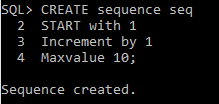 SQL> CREATE sequence seq
2 START with 1
3 Increment by 1
4 Maxvalue 10;
Sequence created.